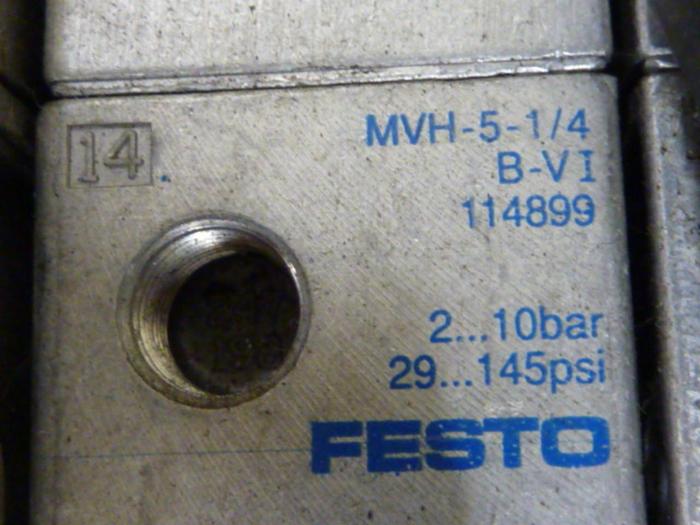 14.
MVH-5-1/4
B-VI
114899
2...10bar
29...145psi
FESTO